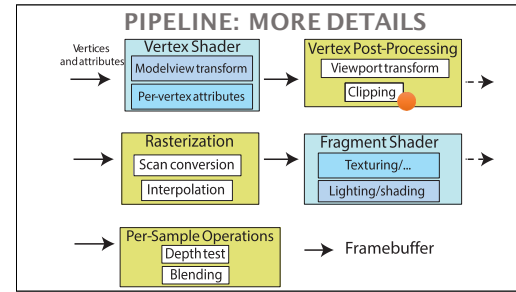 PIPELINE: MORE DETAILS
Vertices
and attributes
Vertex Shader
Modelview transform
Per-vertex attributes
Vertex Post-Processing
Viewport transform
Clipping
Rasterization
Scan conversion
Interpolation
Fragment Shader
Texturing/...
Lighting/shading
Per-Sample Operations
Depth test
Blending
Framebuffer